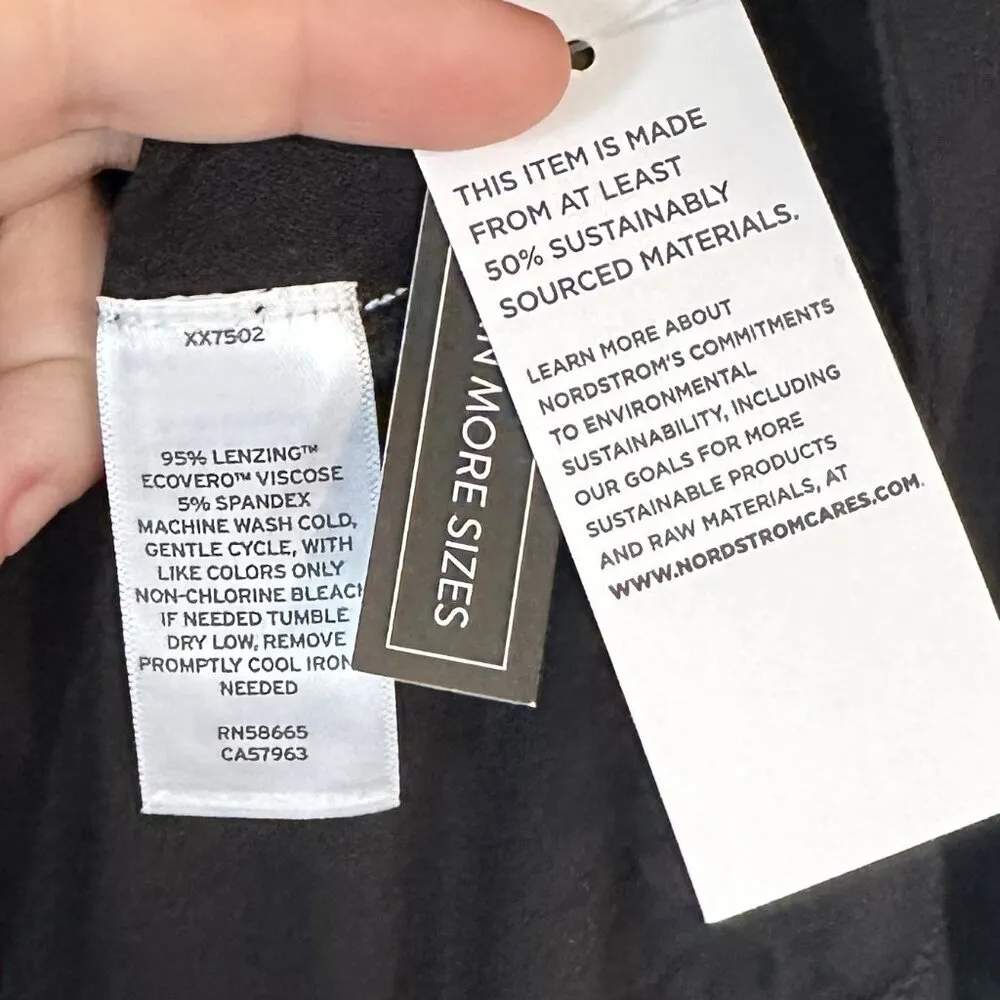 XX7502
95% LENZING™
ECOVERO™ VISCOSE
5% SPANDEX
MACHINE WASH COLD,
GENTLE CYCLE, WITH
LIKE COLORS ONLY
NON-CHLORINE BLEACH
IF NEEDED TUMBLE
DRY LOW, REMOVE
PROMPTLY COOL IRON
NEEDED
RN58665
CA57963
IN MORE SIZES
THIS ITEM IS MADE
FROM AT LEAST
50% SUSTAINABLY
SOURCED MATERIALS.
LEARN MORE ABOUT
NORDSTROM'S COMMITMENTS
TO ENVIRONMENTAL
SUSTAINABILITY, INCLUDING
OUR GOALS FOR MORE
SUSTAINABLE PRODUCTS
AND RAW MATERIALS, AT
WWW.NORDSTROMCARES.COM.